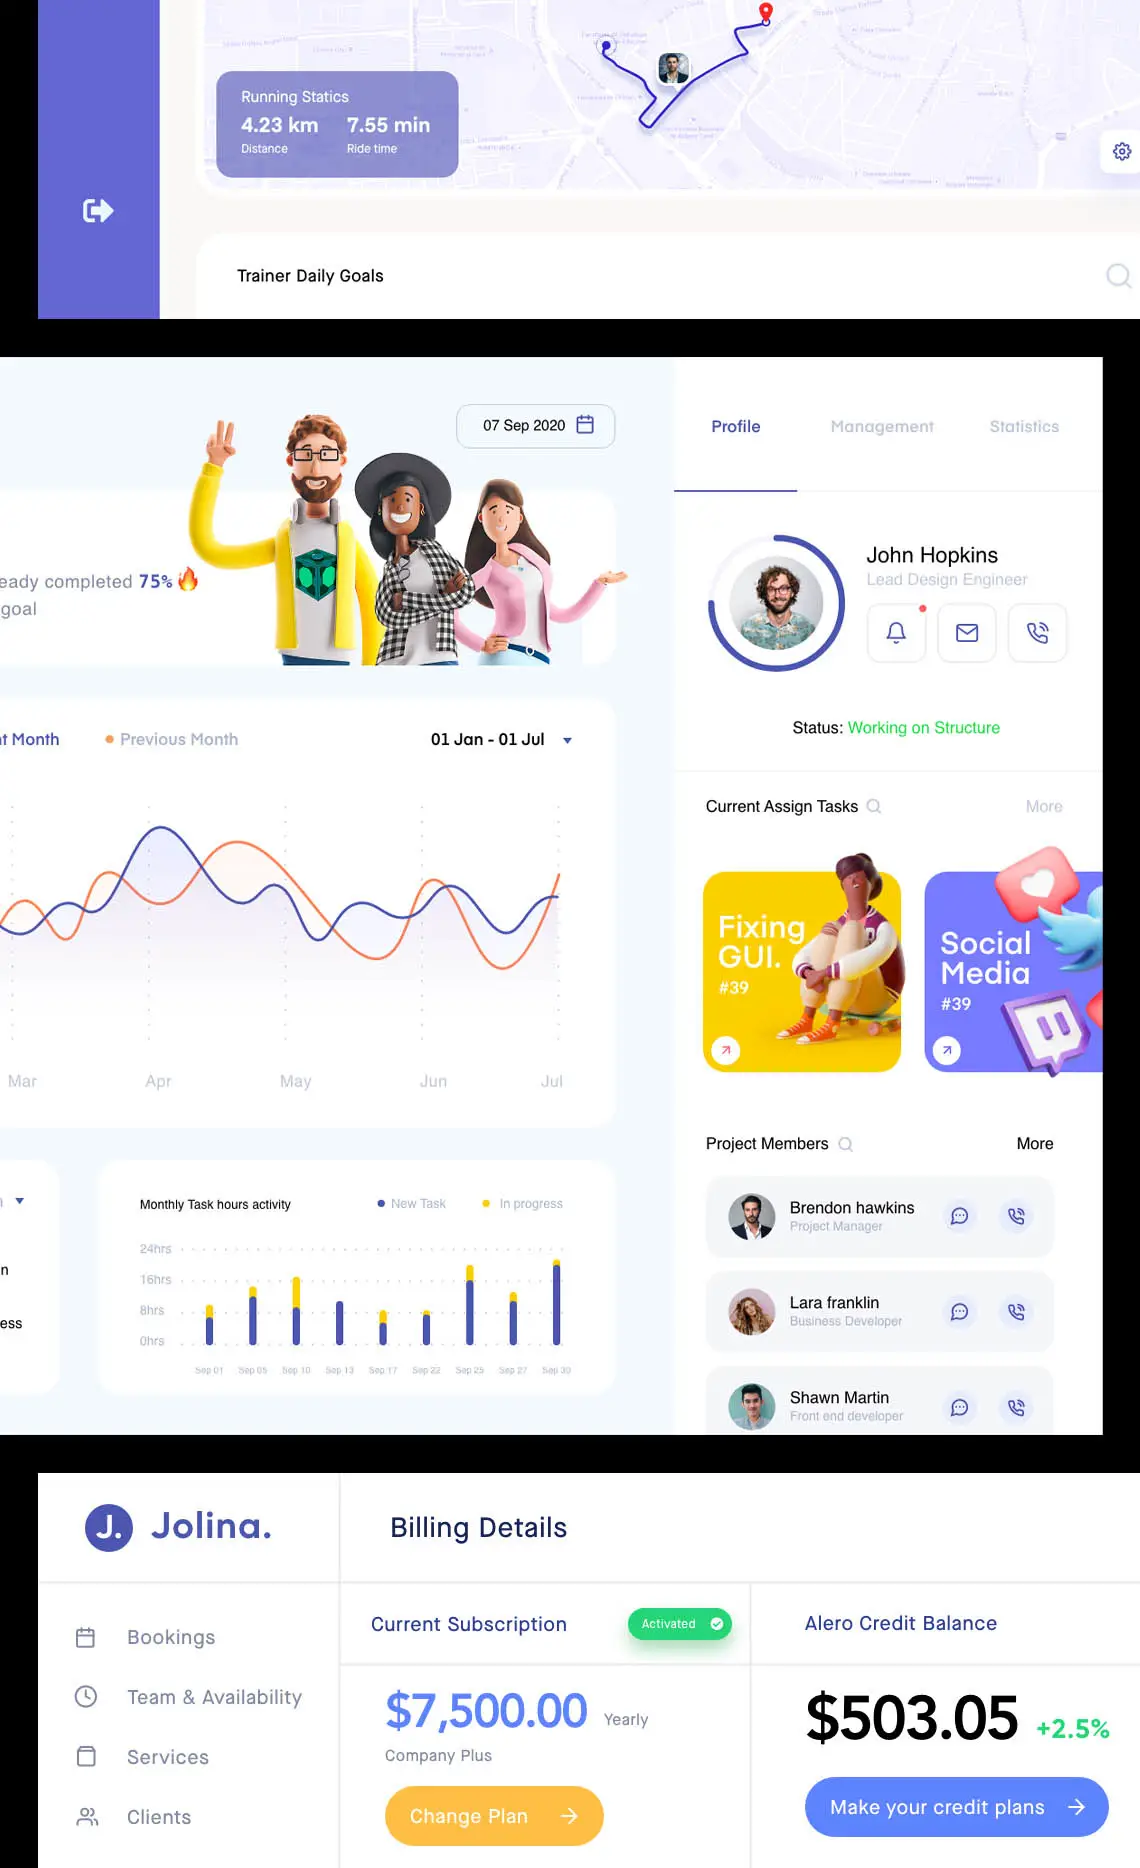 Running Statics
4.23 km 7.55 min
Distance Ride time
Trainer Daily Goals
07 Sep 2020
eady completed 75%
goal
Profile Management Statistics
John Hopkins
Lead Design Engineer
Status: Working on Structure
t Month Previous Month 01 Jan - 01 Jul
Mar Apr May Jun Jul
Current Assign Tasks More
Fixing
GUI.
#39
Social
Media
#39
Project Members More
Brendon hawkins
Project Manager
Lara franklin
Business Developer
Shawn Martin
Front end developer
n
ess
Monthly Task hours activity New Task In progress
24hrs
16hrs
8hrs
0hrs
Sep 01 Sep 05 Sep 10 Sep 13 Sep 17 Sep 22 Sep 25 Sep 27 Sep 30
J. Jolina.
Billing Details
Bookings
Team & Availability
Services
Clients
Current Subscription Activated
$7,500.00 Yearly
Company Plus
Change Plan
Alero Credit Balance
$503.05 +2.5%
Make your credit plans